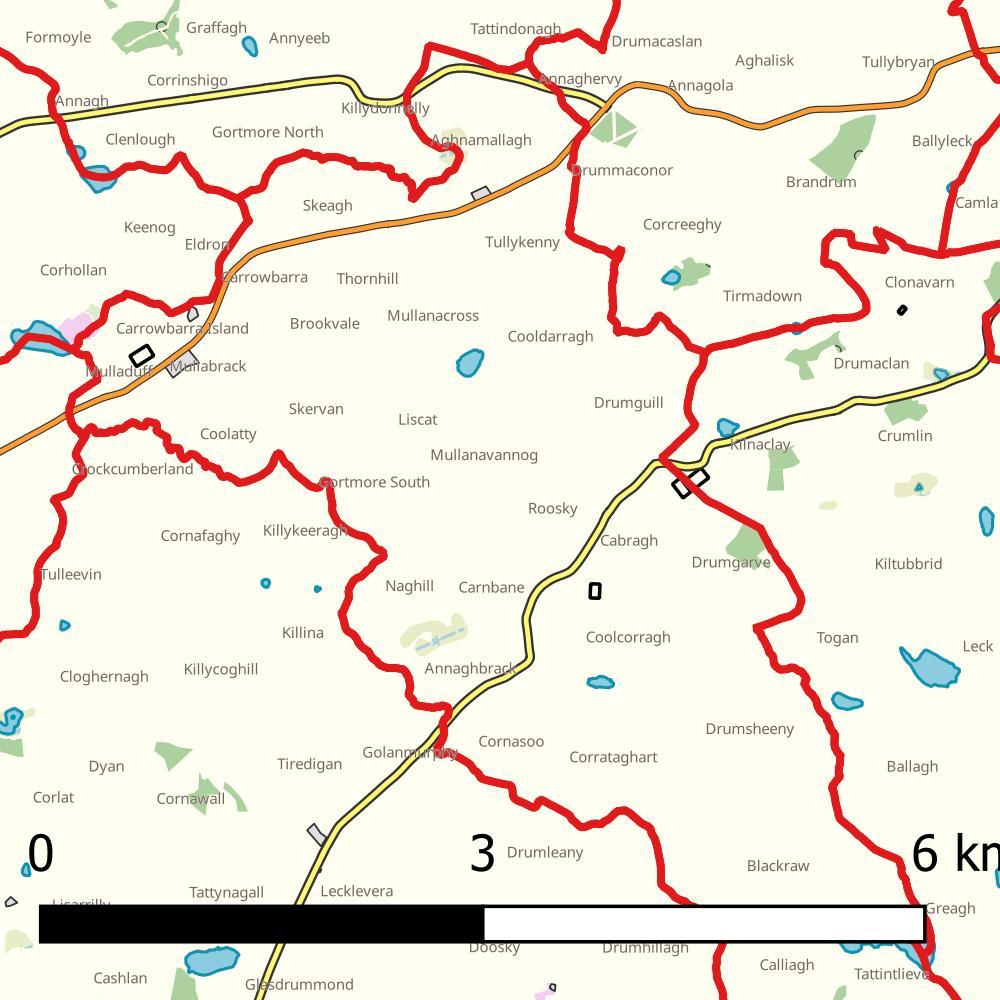 Tattindonagh
Graffagh
Formoyle
Annyeeb
Drumacaslan
Aghalisk
Tullybryan
Corrinshigo
Annaghervy
Annagola
Annagh
Killydonnelly
Gortmore North
Clenlough
Aghnamallagh
Ballyleck
Drummaconor
Brandrum
Skeagh
Camla
Keenog
Corcreeghy
Eldron
Tullykenny
Corhollan
Carrowbarra
Thornhill
Clonavarn
Tirmadown
Mullanacross
Brookvale
Carrowbarra Island
Cooldarragh
Drumaclan
Mullabrack
Mulladuff
Drumguill
Skervan
Liscat
Coolatty
Crumlin
Kilnaclay
Mullanavannog
Crockcumberland
Gortmore South
Roosky
Killykeeragh
Cornafaghy
Cabragh
Drumgarve
Kiltubbrid
Tulleevin
Naghill
Carnbane
Killina
Coolcorragh
Togan
Leck
Killycoghill
Annaghbrack
Cloghernagh
Drumsheeny
Cornasoo
Golanmurphy
Corrataghart
Tiredigan
Dyan
Ballagh
Corlat
Cornawall
0 3 6 km
Drumleany
Blackraw
Tattynagall
Lecklevera
Lisarrilly
Greagh
Doosky
Drumhillagh
Calliagh
Tattintlieve
Cashlan
Glasdrummond